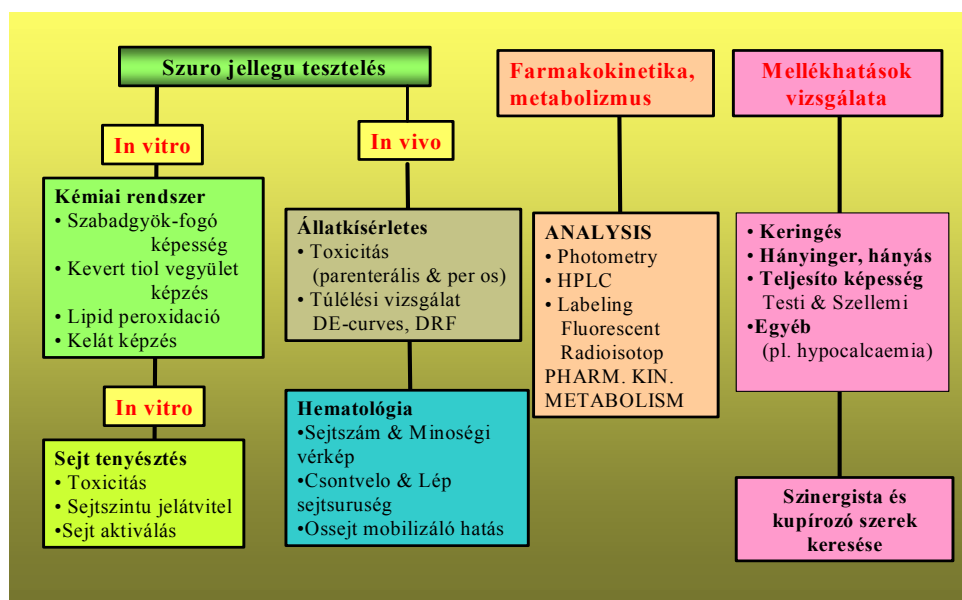 Szuro jellegu tesztelés
In vitro
Kémiai rendszer
• Szabadgyök-fogó
képesség
• Kevert tiol vegyület
képzés
• Lipid peroxidació
• Kelát képzés
In vitro
Sejt tenyésztés
• Toxicitás
• Sejtszintu jelátvitel
•Sejt aktiválás
In vivo
Állatkísérletes
• Toxicitás
(parenterális & per os)
• Túlélési vizsgálat
DE-curves, DRF
Hematológia
•Sejtszám & Minoségi
vérkép
•Csontvelo & Lép
sejtsuruség
•Ossejt mobilizáló hatás
Farmakokinetika,
metabolizmus
ANALYSIS
• Photometry
• HPLC
• Labeling
Fluorescent
Radioisotop
PHARM. KIN.
METABOLISM
Mellékhatások
vizsgálata
• Keringés
• Hányinger, hányás
• Teljesíto képesség
Testi & Szellemi
•Egyéb
(pl. hypocalcaemia)
Szinergista és
kupírozó szerek
keresése